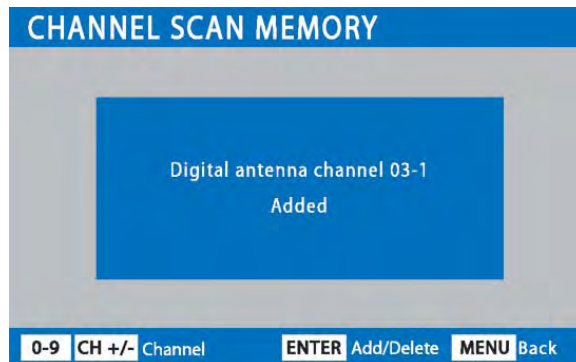 CHANNEL SCAN MEMORY
Digital antenna channel 03-1
Added
0-9 CH +/- Channel ENTER Add/Delete MENU Back